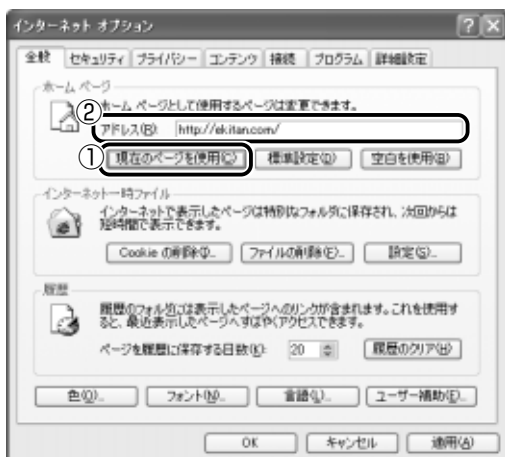 インターネット オプション
全般 セキュリティ プライバシー コンテンツ 接続 プログラム 詳細設定
ホーム ページ
ホーム ページとして使用するページは変更できます。
② アドレス(R): http://ekitan.com/
① 現在のページを使用(C) 標準設定(D) 空白を使用(B)
インターネット一時ファイル
インターネットで表示したページは特別なフォルダに保存され、次回からは
短時間で表示できます。
Cookie の削除(I)... ファイルの削除(E)... 設定(S)...
履歴
履歴のフォルダには表示したページへのリンクが含まれます。これを使用す
ると、最近表示したページへすばやくアクセスできます。
ページを履歴に保存する日数(K): 20 履歴のクリア(H)
色(O)... フォント(N)... 言語(L)... ユーザー補助(E)...
OK キャンセル 適用(A)